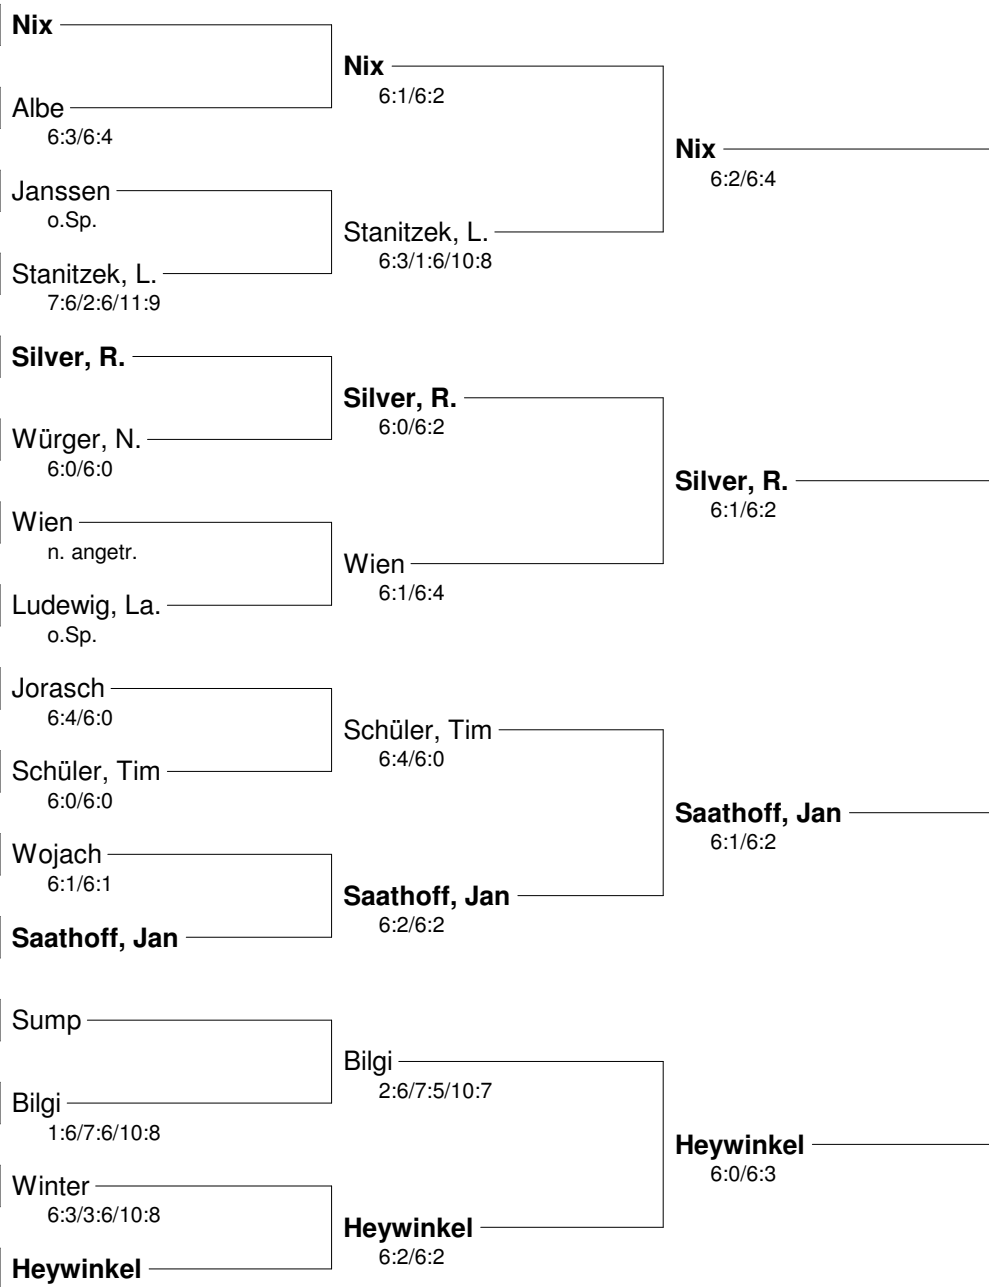 Nix
Albe
6:3/6:4
Janssen
o.Sp.
Stanitzek, L.
7:6/2:6/11:9
Silver, R.
Würger, N.
6:0/6:0
Wien
n. angetr.
Ludewig, La.
o.Sp.
Jorasch
6:4/6:0
Schüler, Tim
6:0/6:0
Wojach
6:1/6:1
Saathoff, Jan
Sump
Bilgi
1:6/7:6/10:8
Winter
6:3/3:6/10:8
Heywinkel
Nix
6:1/6:2
Stanitzek, L.
6:3/1:6/10:8
Silver, R.
6:0/6:2
Wien
6:1/6:4
Schüler, Tim
6:4/6:0
Saathoff, Jan
6:2/6:2
Bilgi
2:6/7:5/10:7
Heywinkel
6:2/6:2
Nix
6:2/6:4
Silver, R.
6:1/6:2
Saathoff, Jan
6:1/6:2
Heywinkel
6:0/6:3